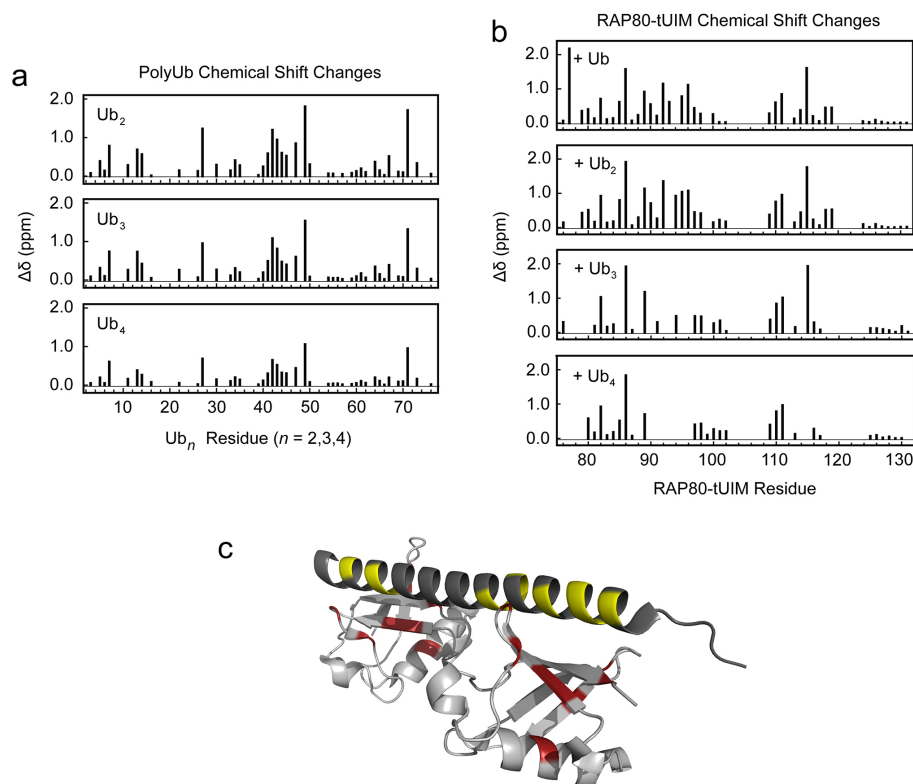 a
PolyUb Chemical Shift Changes
2.0
1.0
0.0
Ub2
2.0
1.0
0.0
Ub3
2.0
1.0
0.0
Ub4
Δδ (ppm)
10 20 30 40 50 60 70
Ubn Residue (n = 2,3,4)
b
RAP80-tUIM Chemical Shift Changes
2.0
1.0
0.0
+ Ub
2.0
1.0
0.0
+ Ub2
2.0
1.0
0.0
+ Ub3
2.0
1.0
0.0
+ Ub4
Δδ (ppm)
80 90 100 110 120 130
RAP80-tUIM Residue
c